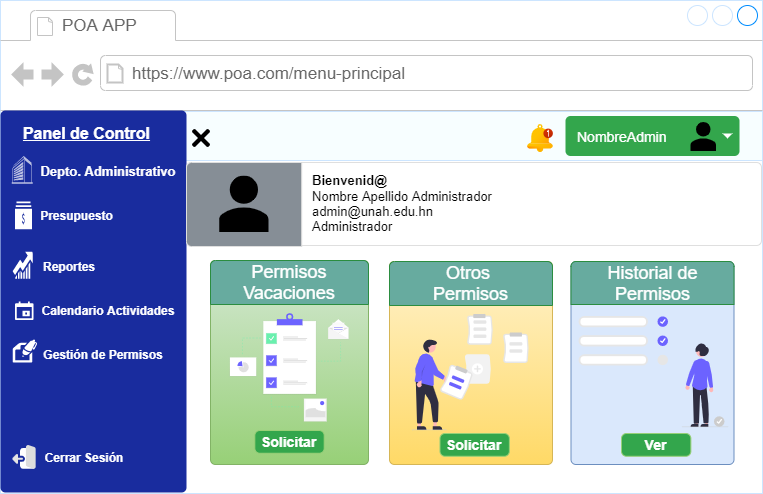 POA APP
https://www.poa.com/menu-principal
Panel de Control
Depto. Administrativo
Presupuesto
Reportes
Calendario Actividades
Gestión de Permisos
Cerrar Sesión
1
NombreAdmin
Bienvenid@
Nombre Apellido Administrador
admin@unah.edu.hn
Administrador
Permisos
Vacaciones
Solicitar
Otros
Permisos
Solicitar
Historial de
Permisos
Ver